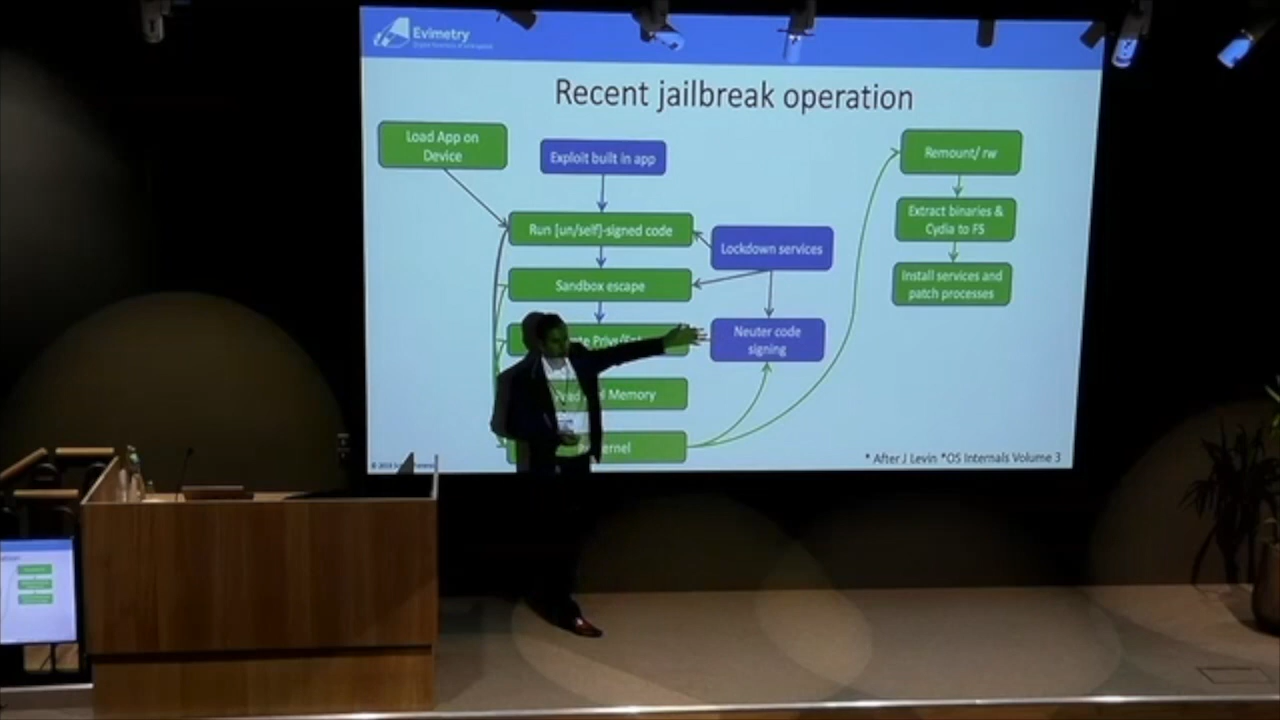 Evimetry
Recent jailbreak operation
Load App on
Device
Exploit built in app
Run [un/self]-signed code
Lockdown services
Sandbox escape
Neuter code
signing
Memory
Remount/ rw
Extract binaries &
Cydia to FS
Install services and
patch processes
* After J Levin *OS Internals Volume 3